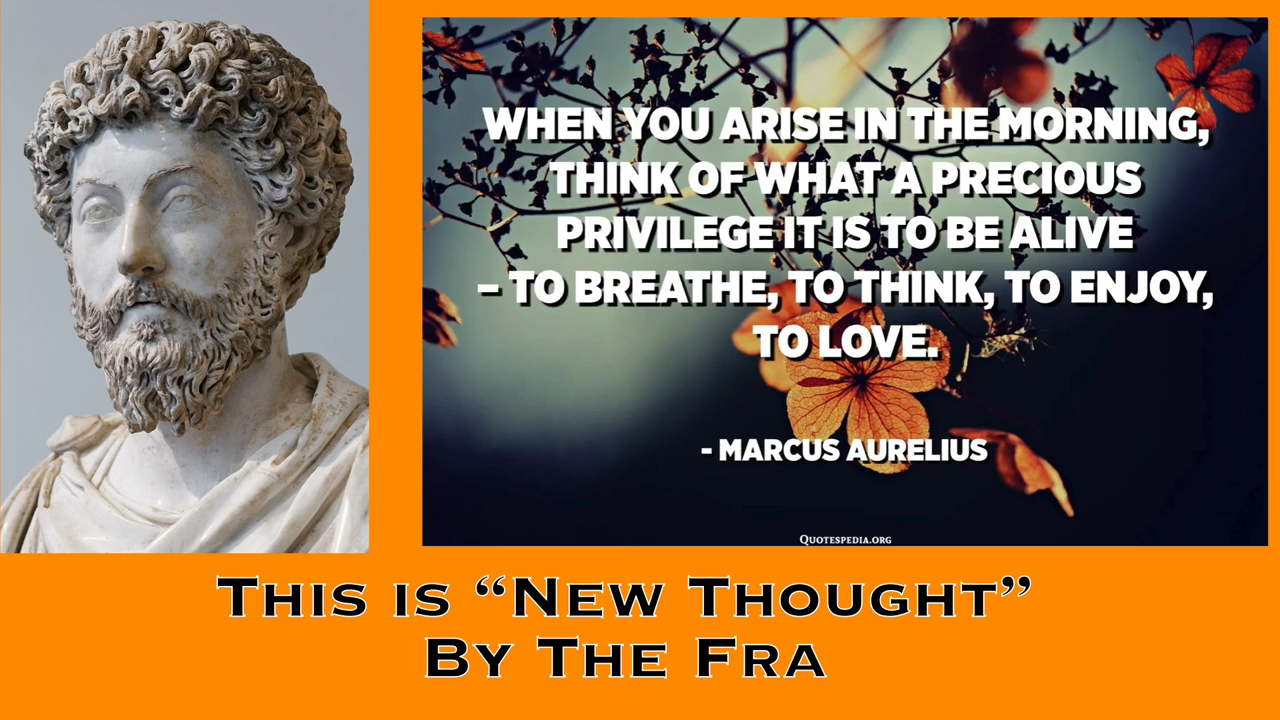 WHEN YOU ARISE IN THE MORNING,
THINK OF WHAT A PRECIOUS
PRIVILEGE IT IS TO BE ALIVE
– TO BREATHE, TO THINK, TO ENJOY,
TO LOVE.
- MARCUS AURELIUS
QUOTESPEDIA.ORG
THIS IS “NEW THOUGHT”
BY THE FRA